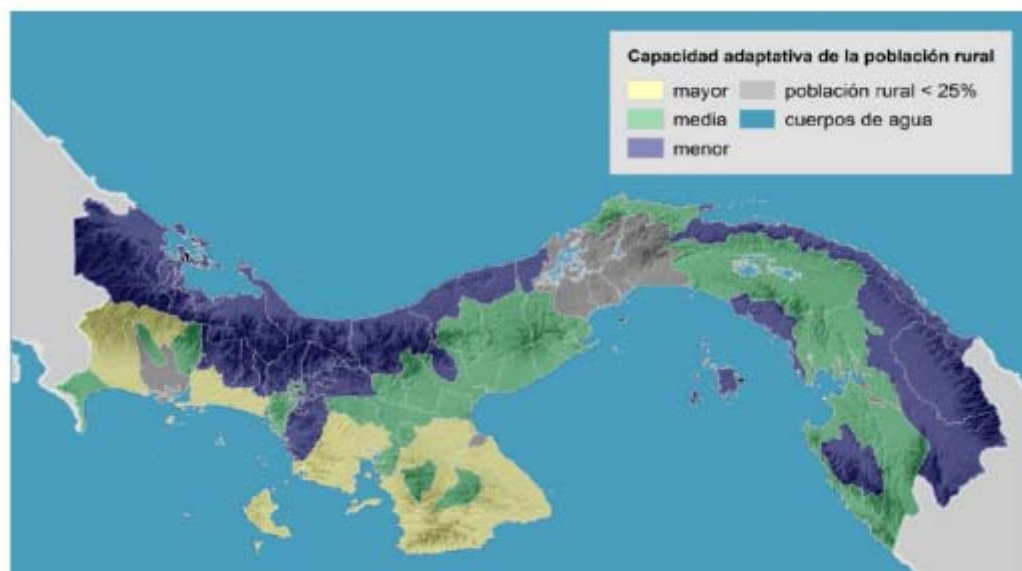 Capacidad adaptativa de la población rural
mayor
población rural < 25%
media
cuerpos de agua
menor